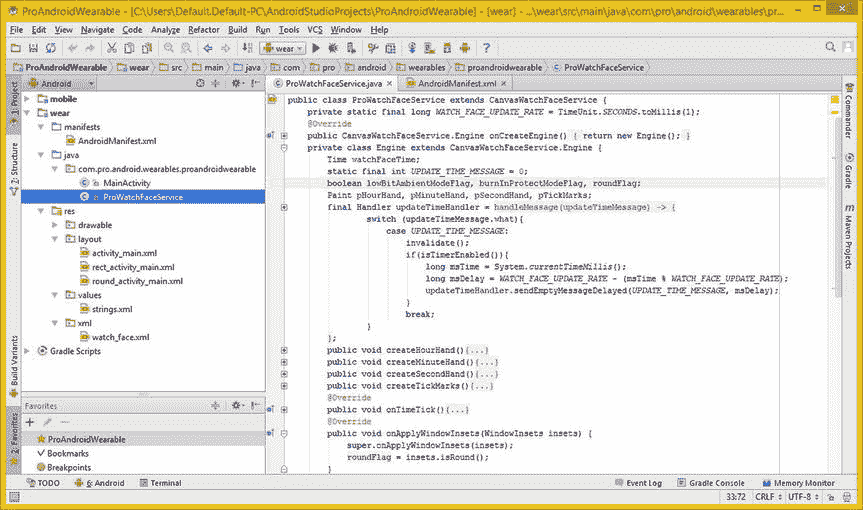 ProAndroidWearable - [C:\Users\Default.Default-PC\AndroidStudioProjects\ProAndroidWearable] - [wear] - ...\wear\src\main\java\com\pro\android\wearables\pr...
File Edit View Navigate Code Analyze Refactor Build Run Tools VCS Window Help
wear
ProAndroidWearable wear src main java com pro android wearables proandroidwearable ProWatchFaceService
Android
ProWatchFaceService.java AndroidManifest.xml
1: Project
7: Structure
Build Variants
2: Favorites
mobile
wear
manifests
AndroidManifest.xml
java
com.pro.android.wearables.proandroidwearable
MainActivity
ProWatchFaceService
res
drawable
layout
activity_main.xml
rect_activity_main.xml
round_activity_main.xml
values
strings.xml
xml
watch_face.xml
Gradle Scripts
Favorites
ProAndroidWearable
Bookmarks
Breakpoints
public class ProWatchFaceService extends CanvasWatchFaceService {
private static final long WATCH_FACE_UPDATE_RATE = TimeUnit.SECONDS.toMillis(1);
@Override
public CanvasWatchFaceService.Engine onCreateEngine() { return new Engine(); }
private class Engine extends CanvasWatchFaceService.Engine {
Time watchFaceTime;
static final int UPDATE_TIME_MESSAGE = 0;
boolean lowBitAmbientModeFlag, burnInProtectModeFlag, roundFlag;
Paint pHourHand, pMinuteHand, pSecondHand, pTickMarks;
final Handler updateTimeHandler = handleMessage(updateTimeMessage) -> {
switch (updateTimeMessage.what){
case UPDATE_TIME_MESSAGE:
invalidate();
if(isTimerEnabled()){
long msTime = System.currentTimeMillis();
long msDelay = WATCH_FACE_UPDATE_RATE - (msTime % WATCH_FACE_UPDATE_RATE);
updateTimeHandler.sendEmptyMessageDelayed(UPDATE_TIME_MESSAGE, msDelay);
}
break;
}
};
public void createHourHand(){...}
public void createMinuteHand(){...}
public void createSecondHand(){...}
public void createTickMarks(){...}
@Override
public void onTimeTick(){...}
@Override
public void onApplyWindowInsets(WindowInsets insets) {
super.onApplyWindowInsets(insets);
roundFlag = insets.isRound();
}
Commander
Gradle
m Maven Projects
TODO 6: Android Terminal Event Log Gradle Console Memory Monitor
33:72 CRLF UTF-8